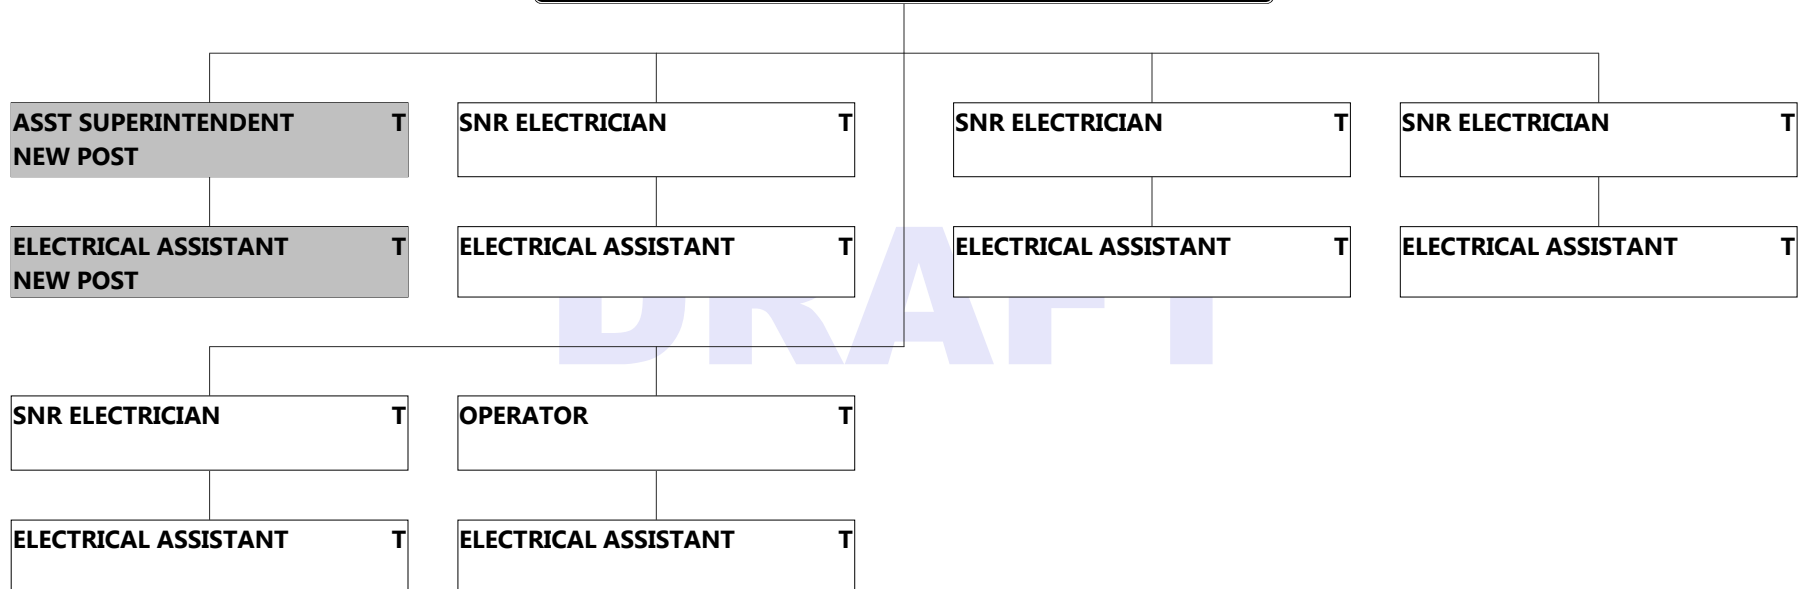 ASST SUPERINTENDENT T
NEW POST
SNR ELECTRICIAN T
SNR ELECTRICIAN T
SNR ELECTRICIAN T
ELECTRICAL ASSISTANT T
NEW POST
ELECTRICAL ASSISTANT T
ELECTRICAL ASSISTANT T
ELECTRICAL ASSISTANT T
DRAFT
SNR ELECTRICIAN T
OPERATOR T
ELECTRICAL ASSISTANT T
ELECTRICAL ASSISTANT T